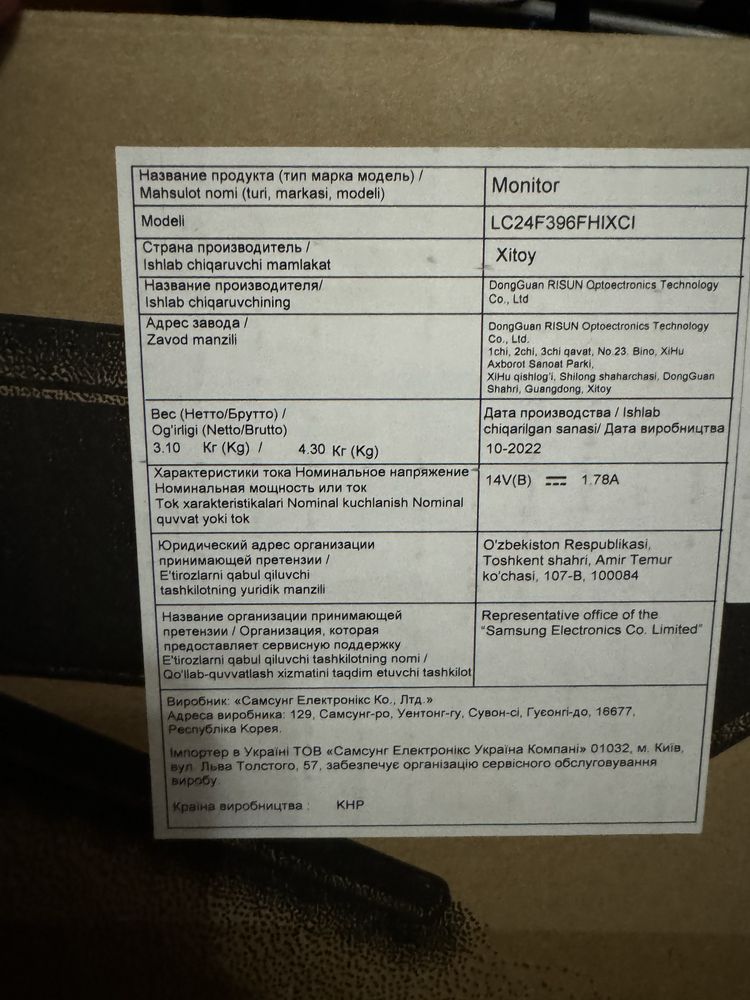 Название продукта (тип марка модель) /
Mahsulot nomi (turi, markasi, modeli)
Monitor
Modeli
LC24F396FHIXCI
Страна производитель /
Ishlab chiqaruvchi mamlakat
Xitoy
Название производителя/
Ishlab chiqaruvchining
DongGuan RISUN Optoectronics Technology
Co., Ltd
Адрес завода /
Zavod manzili
DongGuan RISUN Optoectronics Technology
Co., Ltd.
1chi, 2chi, 3chi qavat, No.23. Bino, XiHu
Axborot Sanoat Parki,
XiHu qishlog'i, Shilong shaharchasi, DongGuan
Shahri, Guangdong, Xitoy
Вес (Нетто/Брутто) /
Og'irligi (Netto/Brutto)
3.10 Кг (Kg) / 4.30 Кг (Kg)
Дата производства / Ishlab
chiqarilgan sanasi/ Дата виробництва
10-2022
Характеристики тока Номинальное напряжение
Номинальная мощность или ток
Tok xarakteristikalari Nominal kuchlanish Nominal
quvvat yoki tok
14V(B) ⎓ 1.78A
Юридический адрес организации
принимающей претензии /
E'tirozlarni qabul qiluvchi
tashkilotning yuridik manzili
O'zbekiston Respublikasi,
Toshkent shahri, Amir Temur
ko'chasi, 107-B, 100084
Название организации принимающей
претензии / Организация, которая
предоставляет сервисную поддержку
E'tirozlarni qabul qiluvchi tashkilotning nomi /
Qo'llab-quvvatlash xizmatini taqdim etuvchi tashkilot
Representative office of the
"Samsung Electronics Co. Limited"
Виробник: «Самсунг Електронікс Ко., Лтд.»
Адреса виробника: 129, Самсунг-ро, Уентонг-гу, Сувон-сі, Гуєонгі-до, 16677,
Республіка Корея.
Імпортер в Україні ТОВ «Самсунг Електронікс Україна Компані» 01032, м. Київ,
вул. Льва Толстого, 57, забезпечує організацію сервісного обслуговування
виробу.
Країна виробництва : КНР